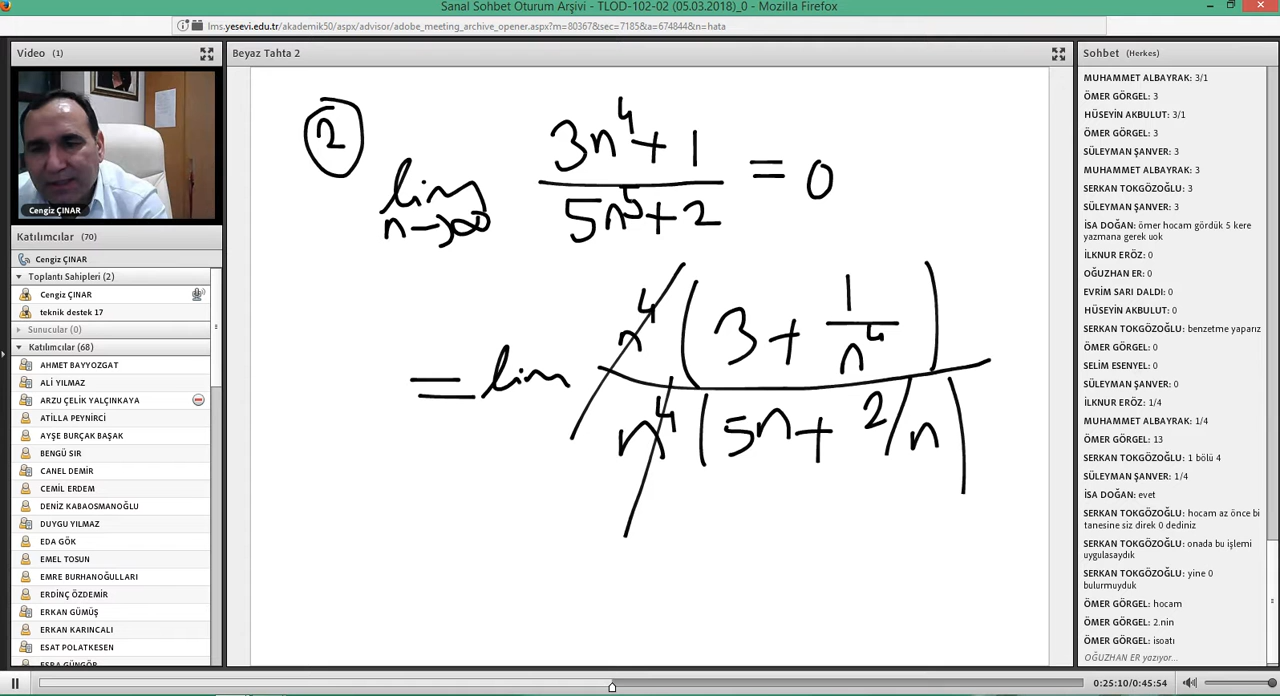 Sanal Sohbet Oturum Arşivi - TLOD-102-02 (05.03.2018)_0 - Mozilla Firefox
lms.yesevi.edu.tr/akademik50/aspx/advisor/adobe_meeting_archive_opener.aspx?m=80367&sec=7185&a=674844&n=hata
Video (1)
Cengiz ÇINAR
Katılımcılar (70)
Cengiz ÇINAR
Toplantı Sahipleri (2)
Cengiz ÇINAR
teknik destek 17
Sunucular (0)
Katılımcılar (68)
AHMET BAYYOZGAT
ALİ YILMAZ
ARZU ÇELİK YALÇINKAYA
ATİLLA PEYNİRCİ
AYŞE BURÇAK BAŞAK
BENGÜ SIR
CANEL DEMİR
CEMİL ERDEM
DENİZ KABAOSMANOĞLU
DUYGU YILMAZ
EDA GÖK
EMEL TOSUN
EMRE BURHANOĞULLARI
ERDİNÇ ÖZDEMİR
ERKAN GÜMÜŞ
ERKAN KARINCALI
ESAT POLATKESEN
ESRA GÜNGÖR
Beyaz Tahta 2
2
lim n→∞ (3n⁴+1)/(5n⁵+2) = 0
= lim n⁴(3 + 1/n⁴) / n⁴(5n + 2/n)
Sohbet (Herkes)
MUHAMMET ALBAYRAK: 3/1
ÖMER GÖRGEL: 3
HÜSEYİN AKBULUT: 3/1
ÖMER GÖRGEL: 3
SÜLEYMAN ŞANVER: 3
MUHAMMET ALBAYRAK: 3
SERKAN TOKGÖZOĞLU: 3
SÜLEYMAN ŞANVER: 3
İSA DOĞAN: ömer hocam gördük 5 kere
yazmana gerek uok
İLKNUR ERÖZ: 0
OĞUZHAN ER: 0
EVRİM SARI DALDI: 0
HÜSEYİN AKBULUT: 0
SERKAN TOKGÖZOĞLU: benzetme yaparız
ÖMER GÖRGEL: 0
SELİM ESENYEL: 0
SÜLEYMAN ŞANVER: 0
ÖMER GÖRGEL: 1/4
MUHAMMET ALBAYRAK: 1/4
ÖMER GÖRGEL: 13
SERKAN TOKGÖZOĞLU: 1 bölü 4
SÜLEYMAN ŞANVER: 1/4
İSA DOĞAN: evet
SERKAN TOKGÖZOĞLU: hocam az önce bi
tanesine siz direk 0 dediniz
SERKAN TOKGÖZOĞLU: onada bu işlemi
uygulasaydık
SERKAN TOKGÖZOĞLU: yine 0
bulurmuyduk
ÖMER GÖRGEL: hocam
ÖMER GÖRGEL: 2.nin
ÖMER GÖRGEL: isoatı
OĞUZHAN ER yazıyor...
0:25:10/0:45:54